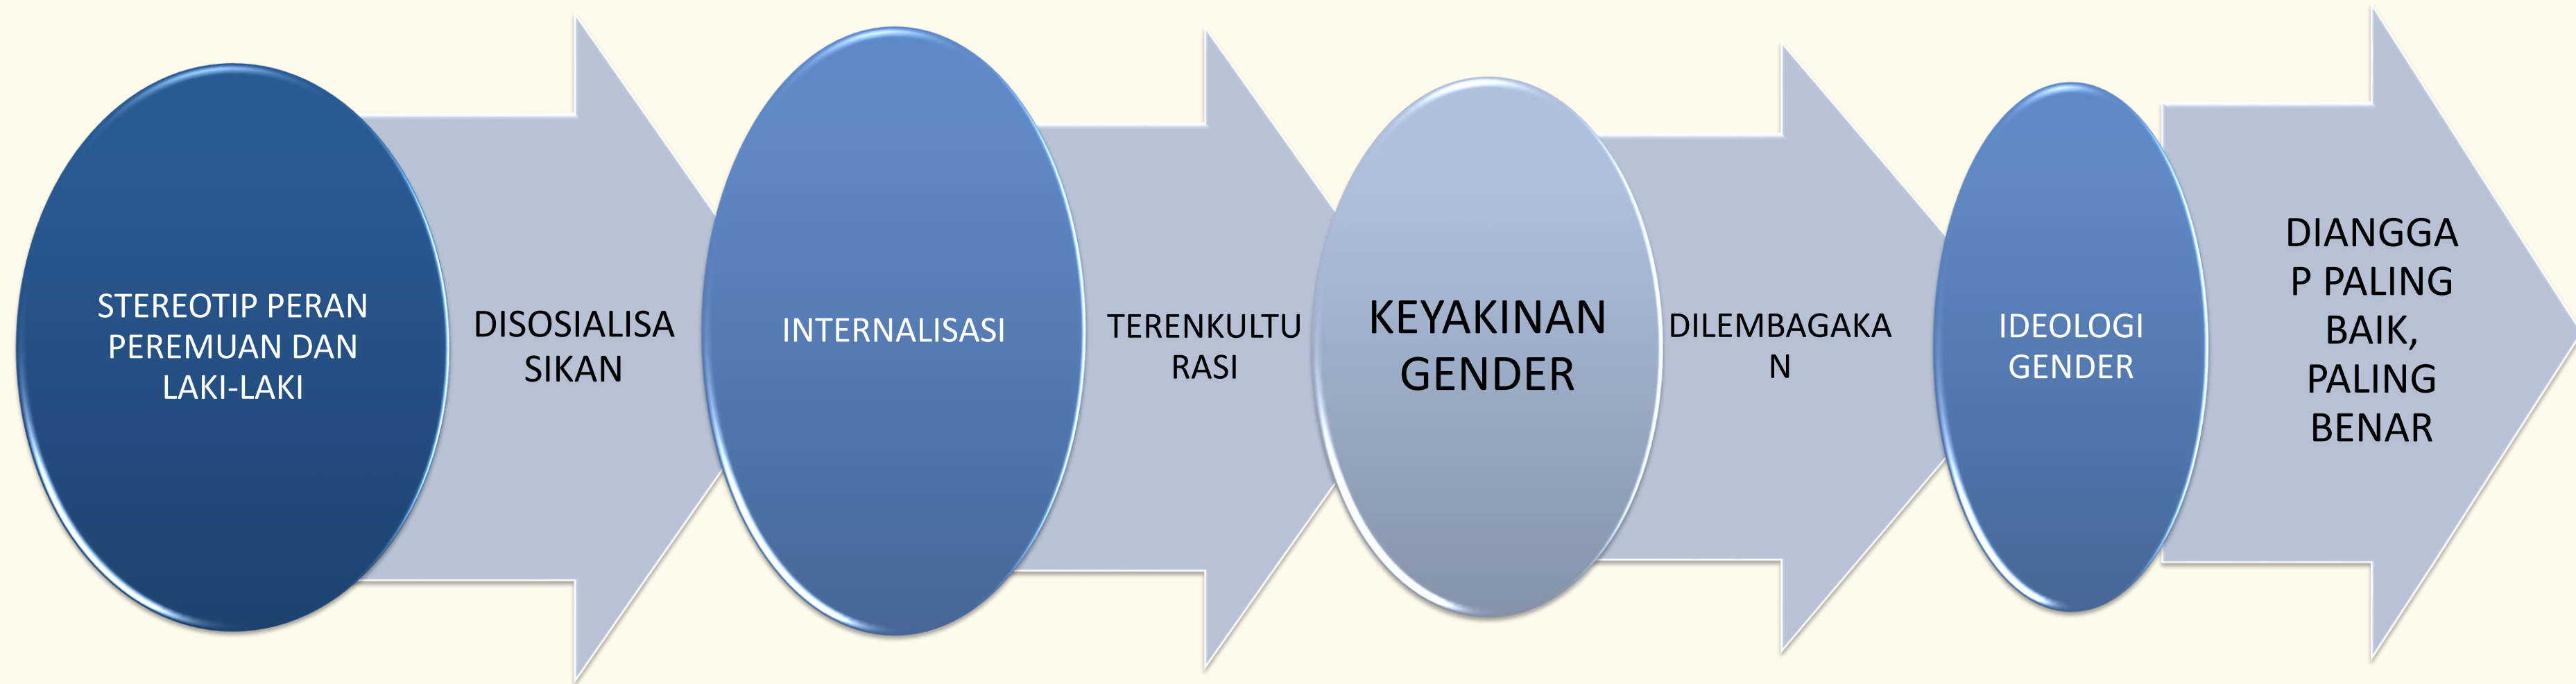 STEREOTIP PERAN
PEREMUAN DAN
LAKI-LAKI
DISOSIALISA
SIKAN
INTERNALISASI
TERENKULTU
RASI
KEYAKINAN
GENDER
DILEMBAGAKA
N
IDEOLOGI
GENDER
DIANGGA
P PALING
BAIK,
PALING
BENAR